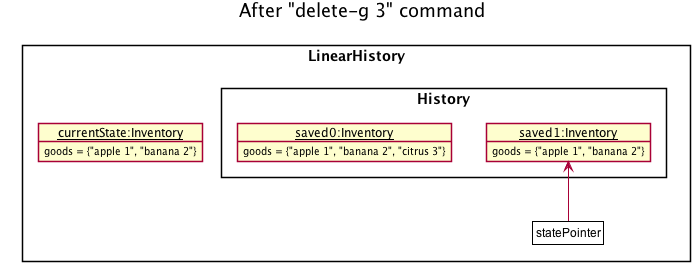 After "delete-g 3" command
LinearHistory
History
currentState:Inventory
goods = {"apple 1", "banana 2"}
saved0:Inventory
goods = {"apple 1", "banana 2", "citrus 3"}
saved1:Inventory
goods = {"apple 1", "banana 2"}
statePointer